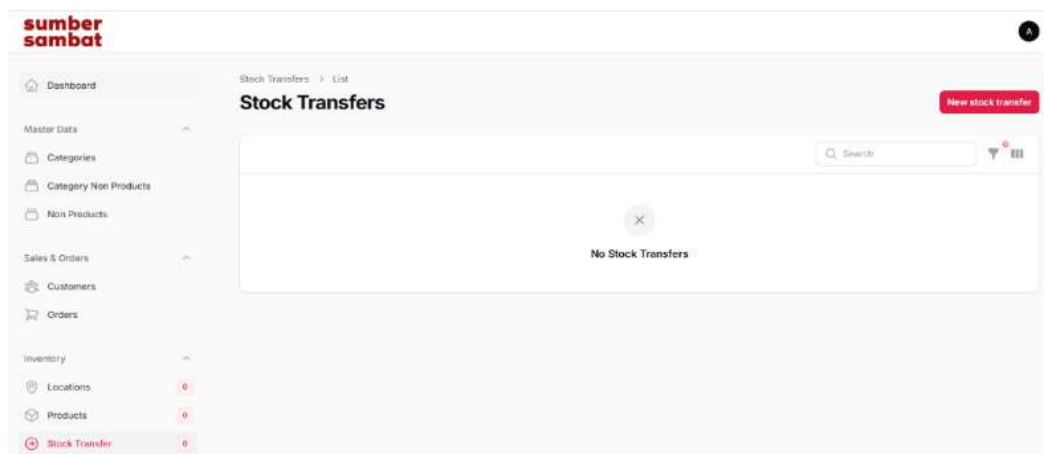 sumber
sambat
A
Dashboard
Master Data
Categories
Category Non Products
Non Products
Sales & Orders
Customers
Orders
Inventory
Locations 0
Products 0
Stock Transfer 0
Stock Transfers > List
Stock Transfers
New stock transfer
Search
0
No Stock Transfers